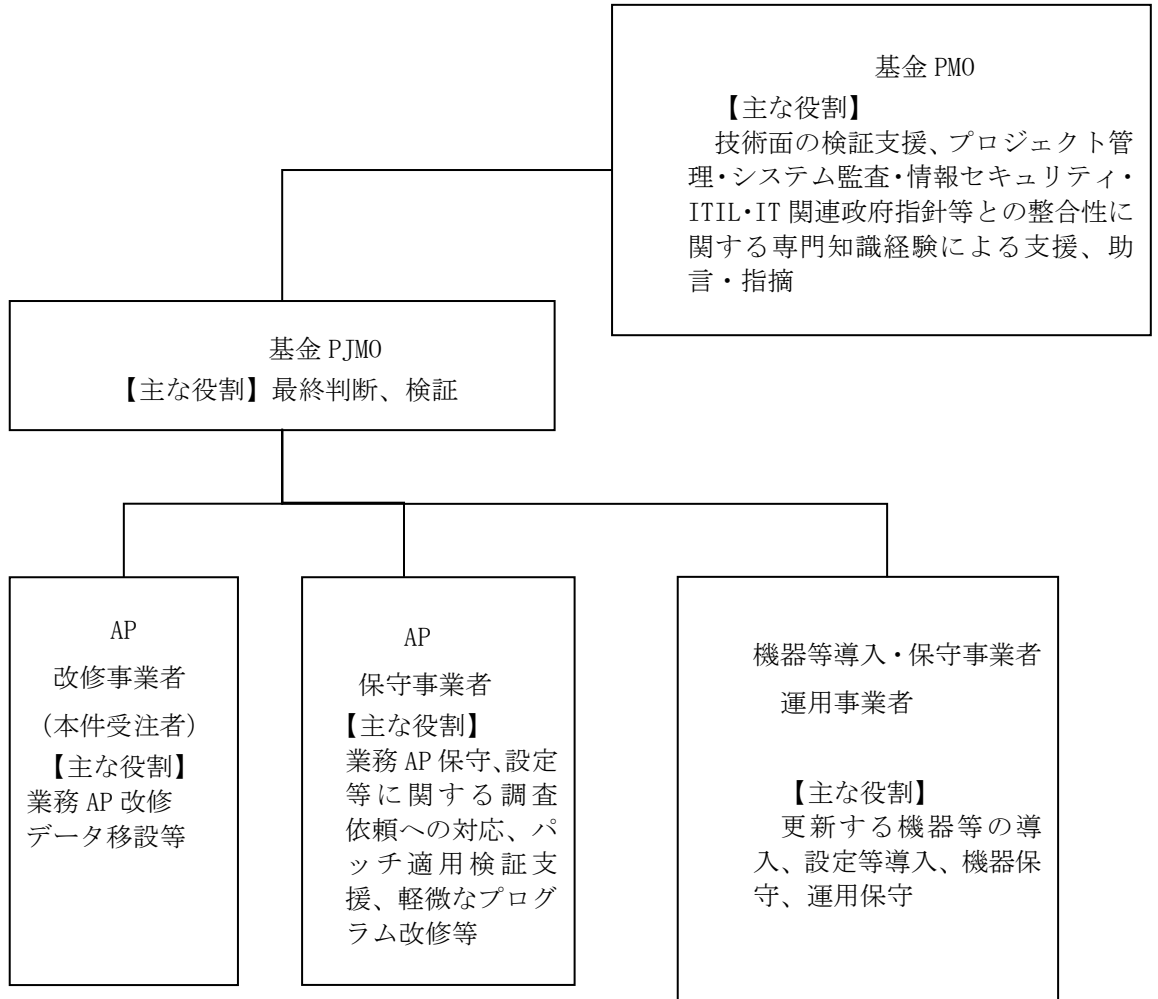 基金 PMO
【主な役割】
技術面の検証支援、プロジェクト管
理・システム監査・情報セキュリティ・
ITIL・IT 関連政府指針等との整合性に
関する専門知識経験による支援、助
言・指摘
基金 PJMO
【主な役割】最終判断、検証
AP
改修事業者
(本件受注者)
【主な役割】
業務 AP 改修
データ移設等
AP
保守事業者
【主な役割】
業務 AP 保守、設定
等に関する調査
依頼への対応、パ
ッチ適用検証支
援、軽微なプログ
ラム改修等
機器等導入・保守事業者
運用事業者
【主な役割】
更新する機器等の導
入、設定等導入、機器保
守、運用保守